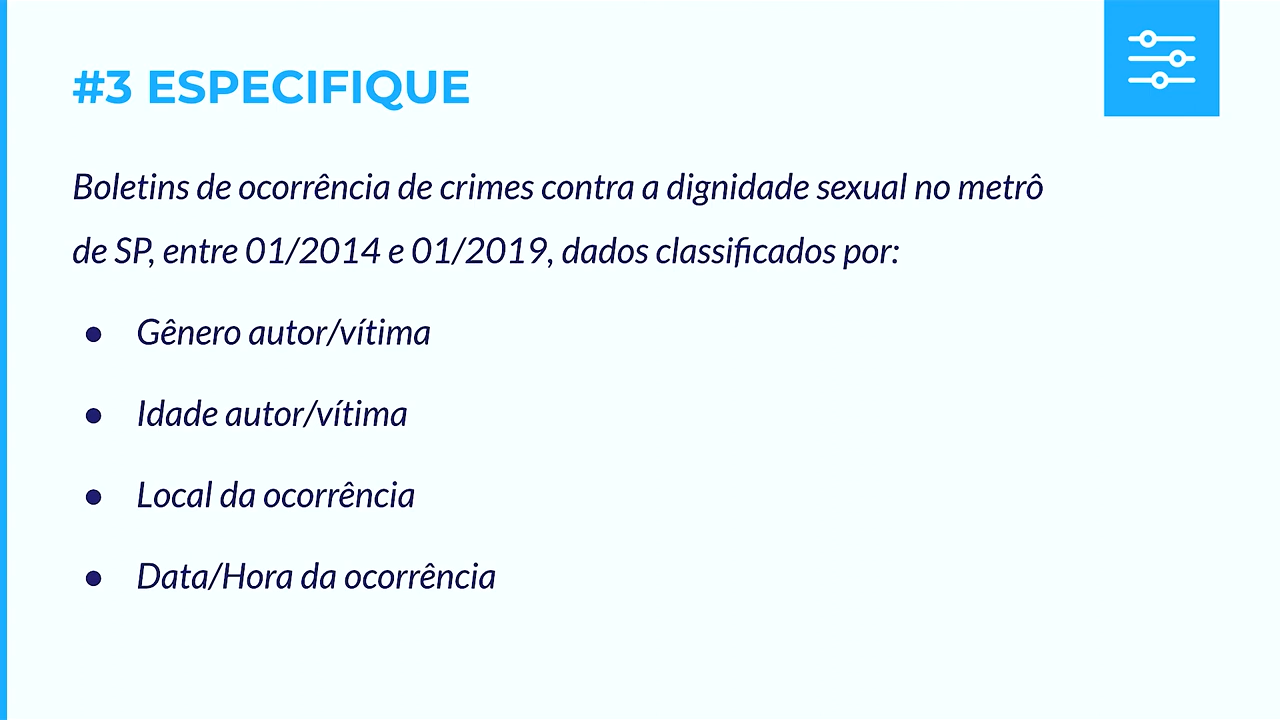 #3 ESPECIFIQUE
Boletins de ocorrência de crimes contra a dignidade sexual no metrô
de SP, entre 01/2014 e 01/2019, dados classificados por:
● Gênero autor/vítima
● Idade autor/vítima
● Local da ocorrência
● Data/Hora da ocorrência